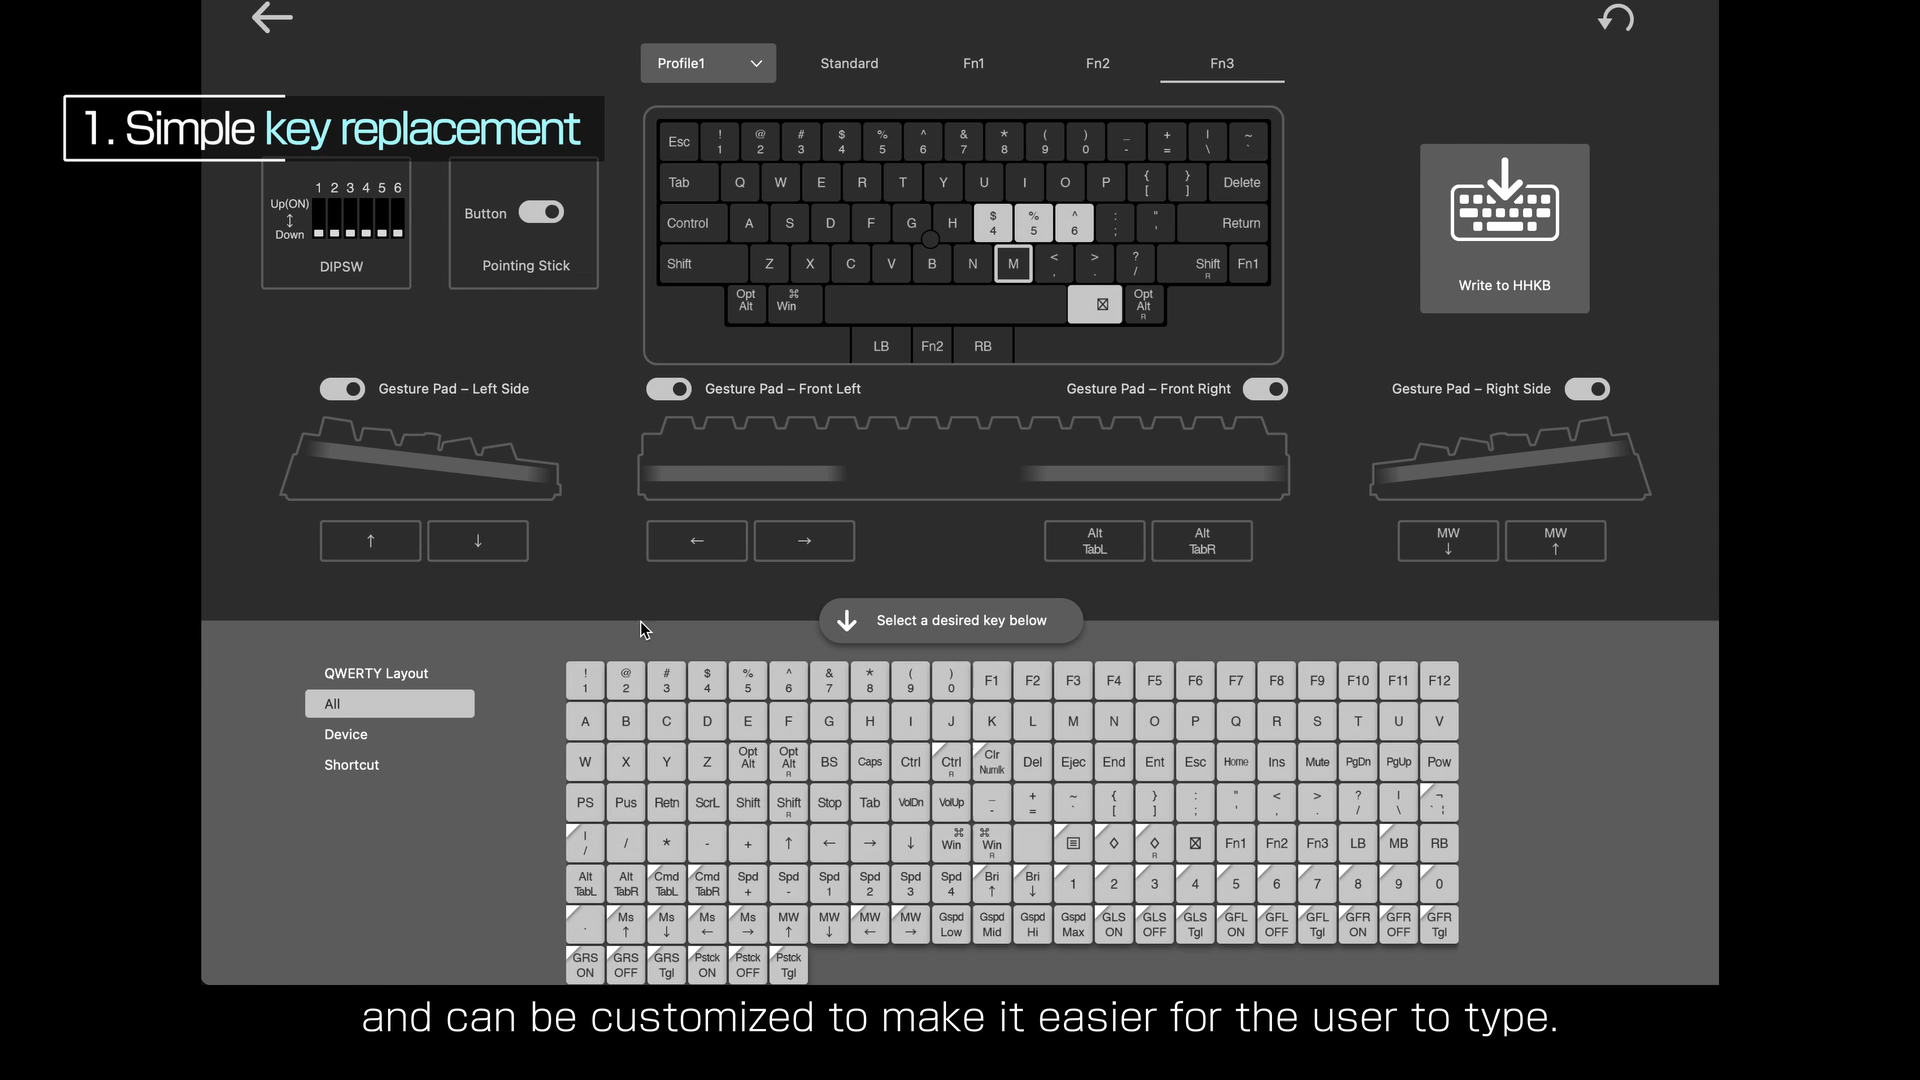 Profile1 Standard Fn1 Fn2 Fn3
1. Simple key replacement
1 2 3 4 5 6
Up(ON)
↕
Down
DIPSW
Button
Pointing Stick
Esc ! 1 @ 2 # 3 $ 4 % 5 ^ 6 & 7 * 8 ( 9 ) 0 _ - + = | \ ~ `
Tab Q W E R T Y U I O P { [ } ] Delete
Control A S D F G H $ 4 % 5 ^ 6 : ; " ' Return
Shift Z X C V B N M < , > . ? / Shift R Fn1
Opt Alt ⌘ Win ☒ Opt Alt R
LB Fn2 RB
Write to HHKB
Gesture Pad – Left Side
Gesture Pad – Front Left
Gesture Pad – Front Right
Gesture Pad – Right Side
↑ ↓ ← → Alt TabL Alt TabR MW ↓ MW ↑
Select a desired key below
QWERTY Layout
All
Device
Shortcut
! 1 @ 2 # 3 $ 4 % 5 ^ 6 & 7 * 8 ( 9 ) 0 F1 F2 F3 F4 F5 F6 F7 F8 F9 F10 F11 F12
A B C D E F G H I J K L M N O P Q R S T U V
W X Y Z Opt Alt Opt Alt R BS Caps Ctrl Ctrl R Clr Numlk Del Ejec End Ent Esc Home Ins Mute PgDn PgUp Pow
PS Pus Retn ScrL Shift Shift R Stop Tab VolDn VolUp _ - + = ~ ` { [ } ] : ; " ' < , > . ? / | \ ¬ ` ¦
| / / * - + ↑ ← → ↓ ⌘ Win ⌘ Win R ◇ ◇ R ☒ Fn1 Fn2 Fn3 LB MB RB
Alt TabL Alt TabR Cmd TabL Cmd TabR Spd + Spd - Spd 1 Spd 2 Spd 3 Spd 4 Bri ↑ Bri ↓ 1 2 3 4 5 6 7 8 9 0
. Ms ↑ Ms ↓ Ms ← Ms → MW ↑ MW ↓ MW ← MW → Gspd Low Gspd Mid Gspd Hi Gspd Max GLS ON GLS OFF GLS Tgl GFL ON GFL OFF GFL Tgl GFR ON GFR OFF GFR Tgl
GRS ON GRS OFF GRS Tgl Pstck ON Pstck OFF Pstck Tgl
and can be customized to make it easier for the user to type.